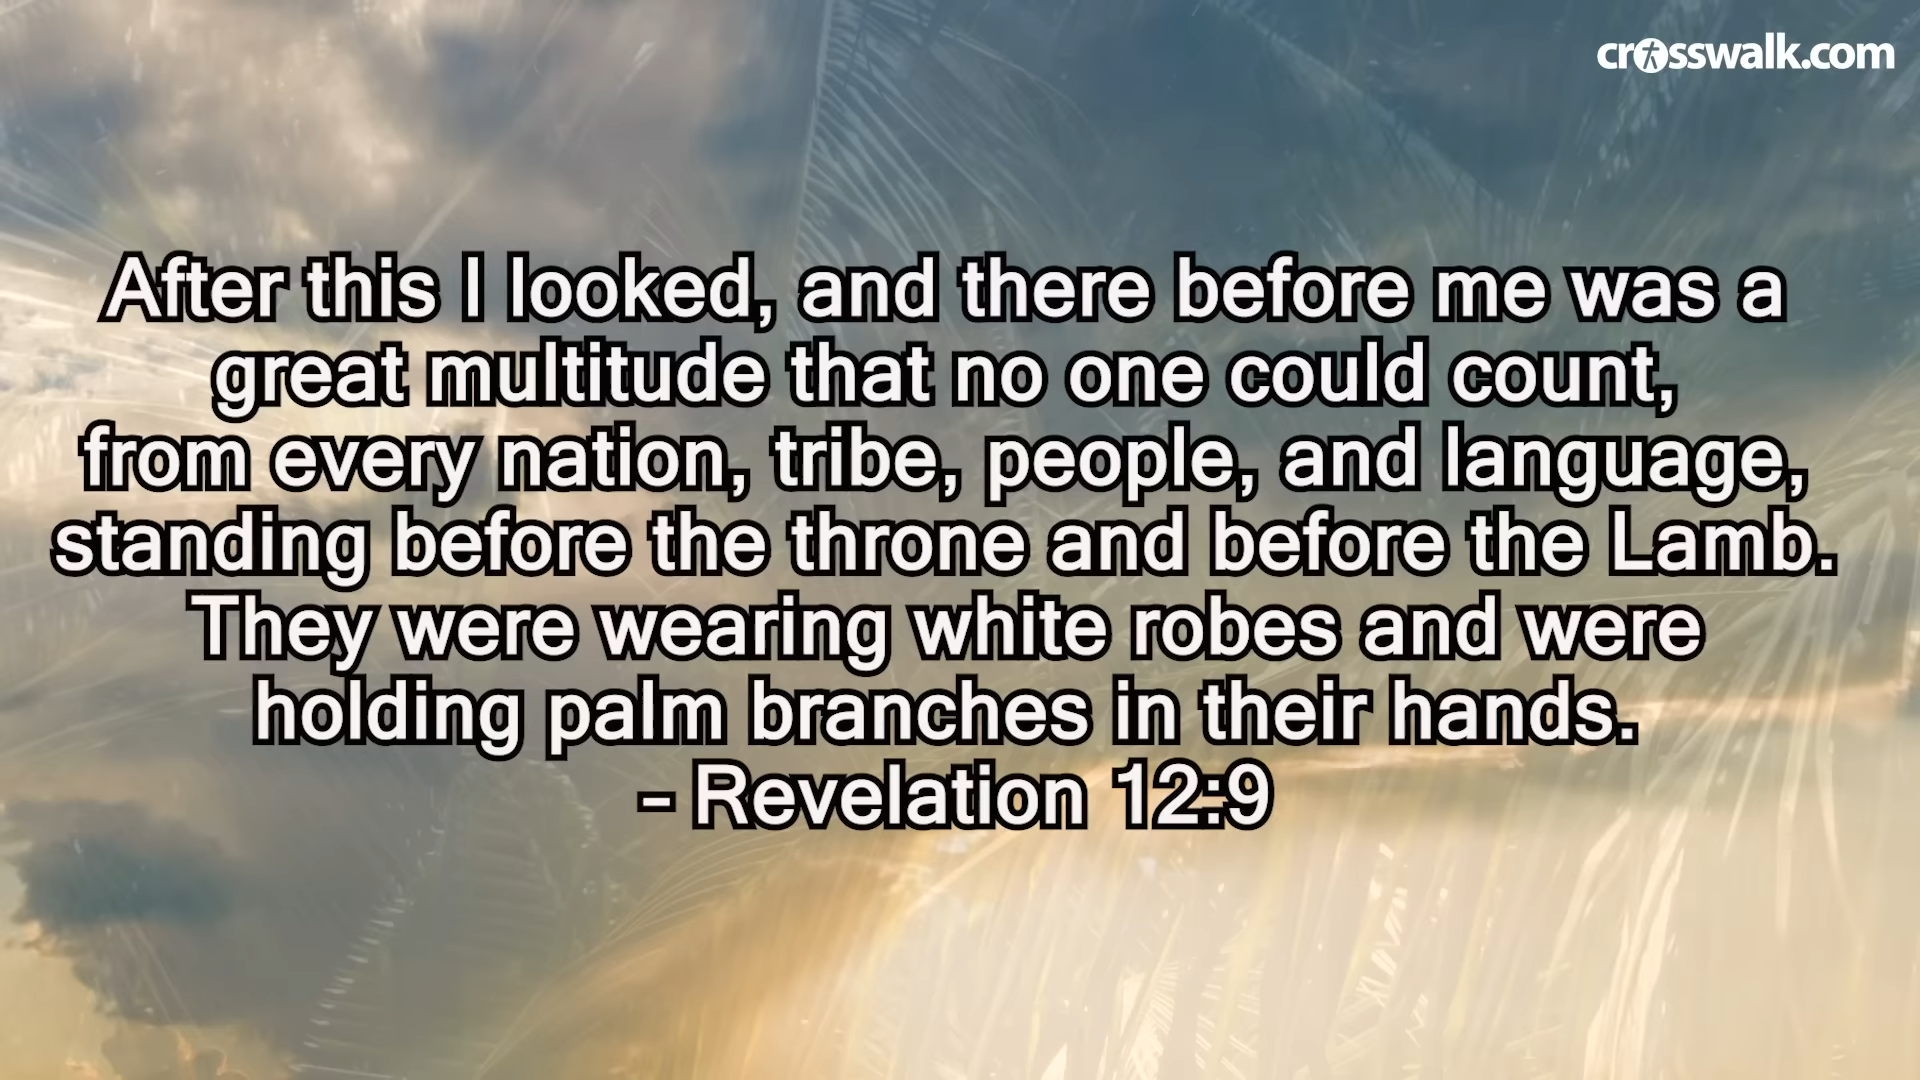 crosswalk.com
After this I looked, and there before me was a
great multitude that no one could count,
from every nation, tribe, people, and language,
standing before the throne and before the Lamb.
They were wearing white robes and were
holding palm branches in their hands.
- Revelation 12:9